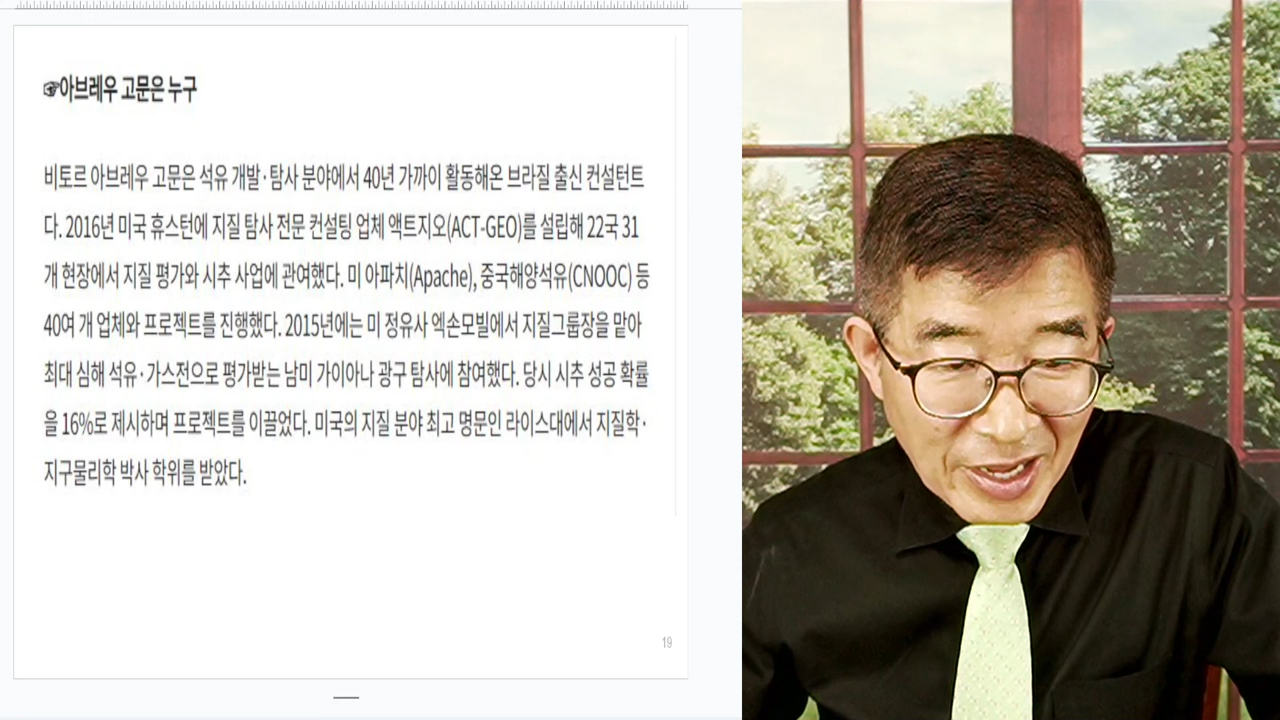 ☞아브레우 고문은 누구
비토르 아브레우 고문은 석유 개발·탐사 분야에서 40년 가까이 활동해온 브라질 출신 컨설턴트
다. 2016년 미국 휴스턴에 지질 탐사 전문 컨설팅 업체 액트지오(ACT-GEO)를 설립해 22국 31
개 현장에서 지질 평가와 시추 사업에 관여했다. 미 아파치(Apache), 중국해양석유(CNOOC) 등
40여 개 업체와 프로젝트를 진행했다. 2015년에는 미 정유사 엑손모빌에서 지질그룹장을 맡아
최대 심해 석유·가스전으로 평가받는 남미 가이아나 광구 탐사에 참여했다. 당시 시추 성공 확률
을 16%로 제시하며 프로젝트를 이끌었다. 미국의 지질 분야 최고 명문인 라이스대에서 지질학·
지구물리학 박사 학위를 받았다.
19